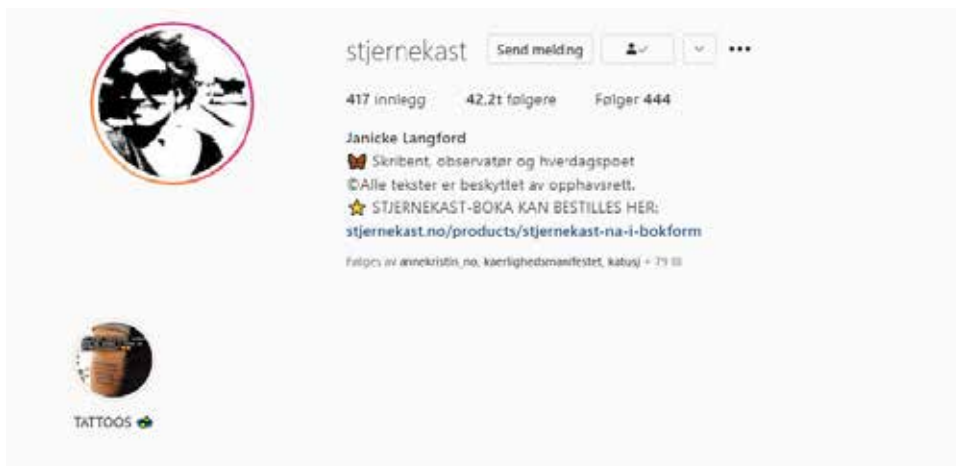 stjernekast Send melding
417 innlegg 42,2t følgere Følger 444
Janicke Langford
Skribent, observatør og hverdagspoet
©Alle tekster er beskyttet av opphavsrett.
STJERNEKAST-BOKA KAN BESTILLES HER:
stjernekast.no/products/stjernekast-na-i-bokform
Følges av annekristin_no, kaerlighedsmanifestet, katusj + 79 til
TATTOOS